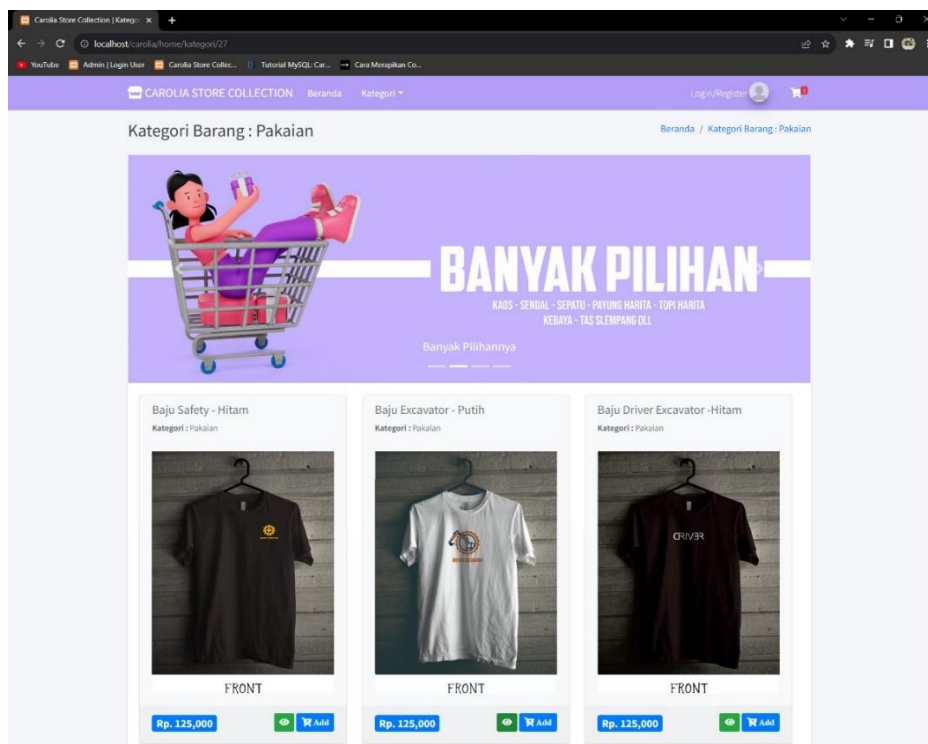 Carolia Store Collection | Katego
localhost/carolia/home/kategori/27
YouTube
Admin | Login User
Carolia Store Collec...
Tutorial MySQL: Car...
Cara Merapikan Co...
CAROLIA STORE COLLECTION
Beranda
Kategori
Login/Register
Kategori Barang : Pakaian
Beranda / Kategori Barang : Pakaian
BANYAK PILIHAN
KAOS - SENDAL - SEPATU - PAYUNG HARITA - TOPI HARITA
KEBAYA - TAS SLEMPANG DLL
Banyak Pilihannya
Baju Safety - Hitam
Kategori : Pakaian
FRONT
Rp. 125,000
Add
Baju Excavator - Putih
Kategori : Pakaian
FRONT
Rp. 125,000
Add
Baju Driver Excavator -Hitam
Kategori : Pakaian
DRIVER
FRONT
Rp. 125,000
Add